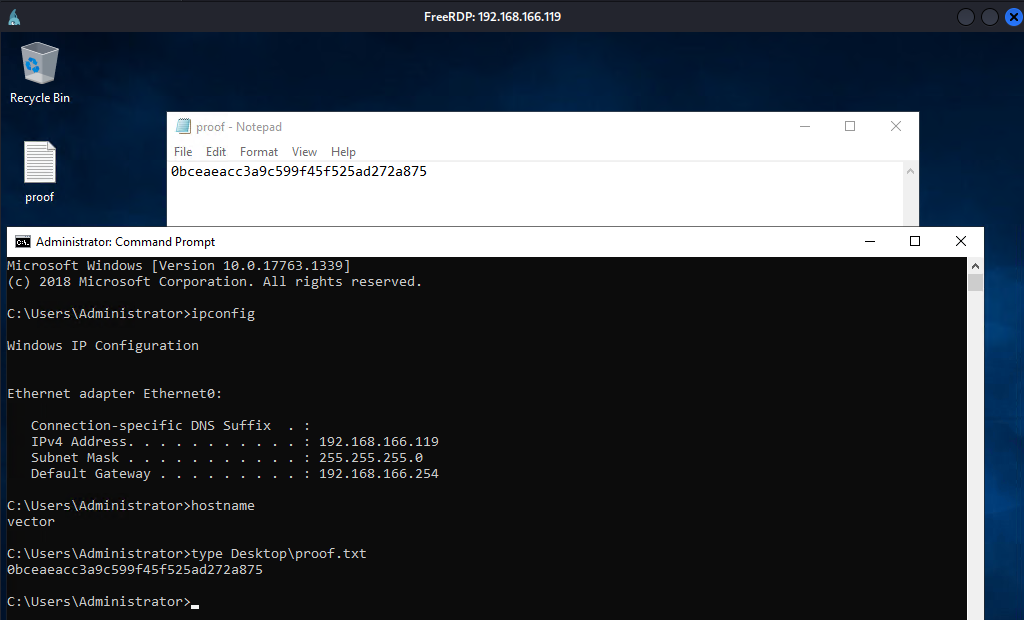 FreeRDP: 192.168.166.119
Recycle Bin
proof
proof - Notepad
File Edit Format View Help
0bceaeacc3a9c599f45f525ad272a875
Administrator: Command Prompt
Microsoft Windows [Version 10.0.17763.1339]
(c) 2018 Microsoft Corporation. All rights reserved.
C:\Users\Administrator>ipconfig
Windows IP Configuration
Ethernet adapter Ethernet0:
Connection-specific DNS Suffix  . :
IPv4 Address. . . . . . . . . . . : 192.168.166.119
Subnet Mask . . . . . . . . . . . : 255.255.255.0
Default Gateway . . . . . . . . . : 192.168.166.254
C:\Users\Administrator>hostname
vector
C:\Users\Administrator>type Desktop\proof.txt
0bceaeacc3a9c599f45f525ad272a875
C:\Users\Administrator>